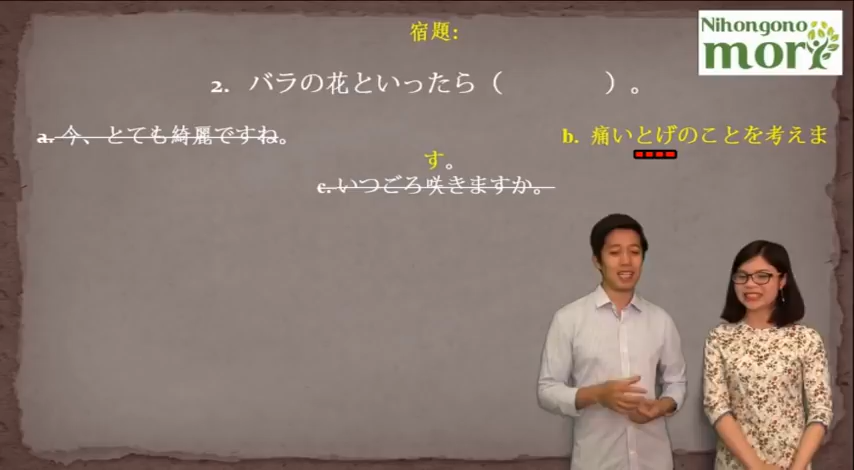 宿題:
Nihongono
mori
2. バラの花といったら（　　　）。
a. 今、とても綺麗ですね。
b. 痛いとげのことを考えま
す。
c. いつごろ咲きますか。